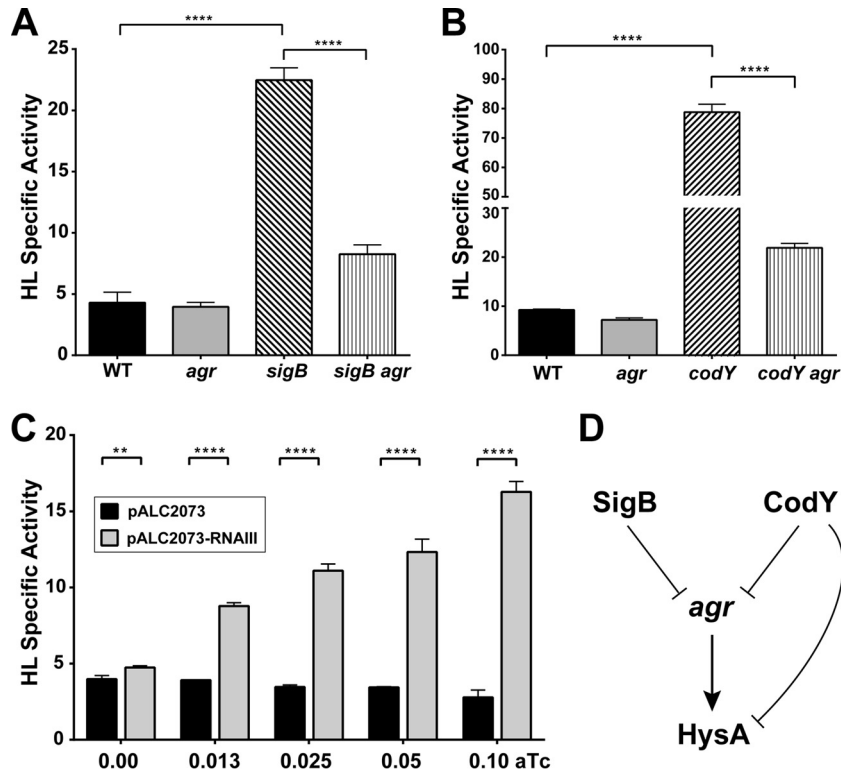 A
****
****
HL Specific Activity
25
20
15
10
5
0
WT
agr
sigB
sigB agr
B
****
****
HL Specific Activity
100
90
80
70
60
50
20
10
0
WT
agr
codY
codY agr
C
** **** **** **** ****
pALC2073
pALC2073-RNAIII
HL Specific Activity
20
15
10
5
0
0.00 0.013 0.025 0.05 0.10 aTc
D
SigB CodY
agr
HysA